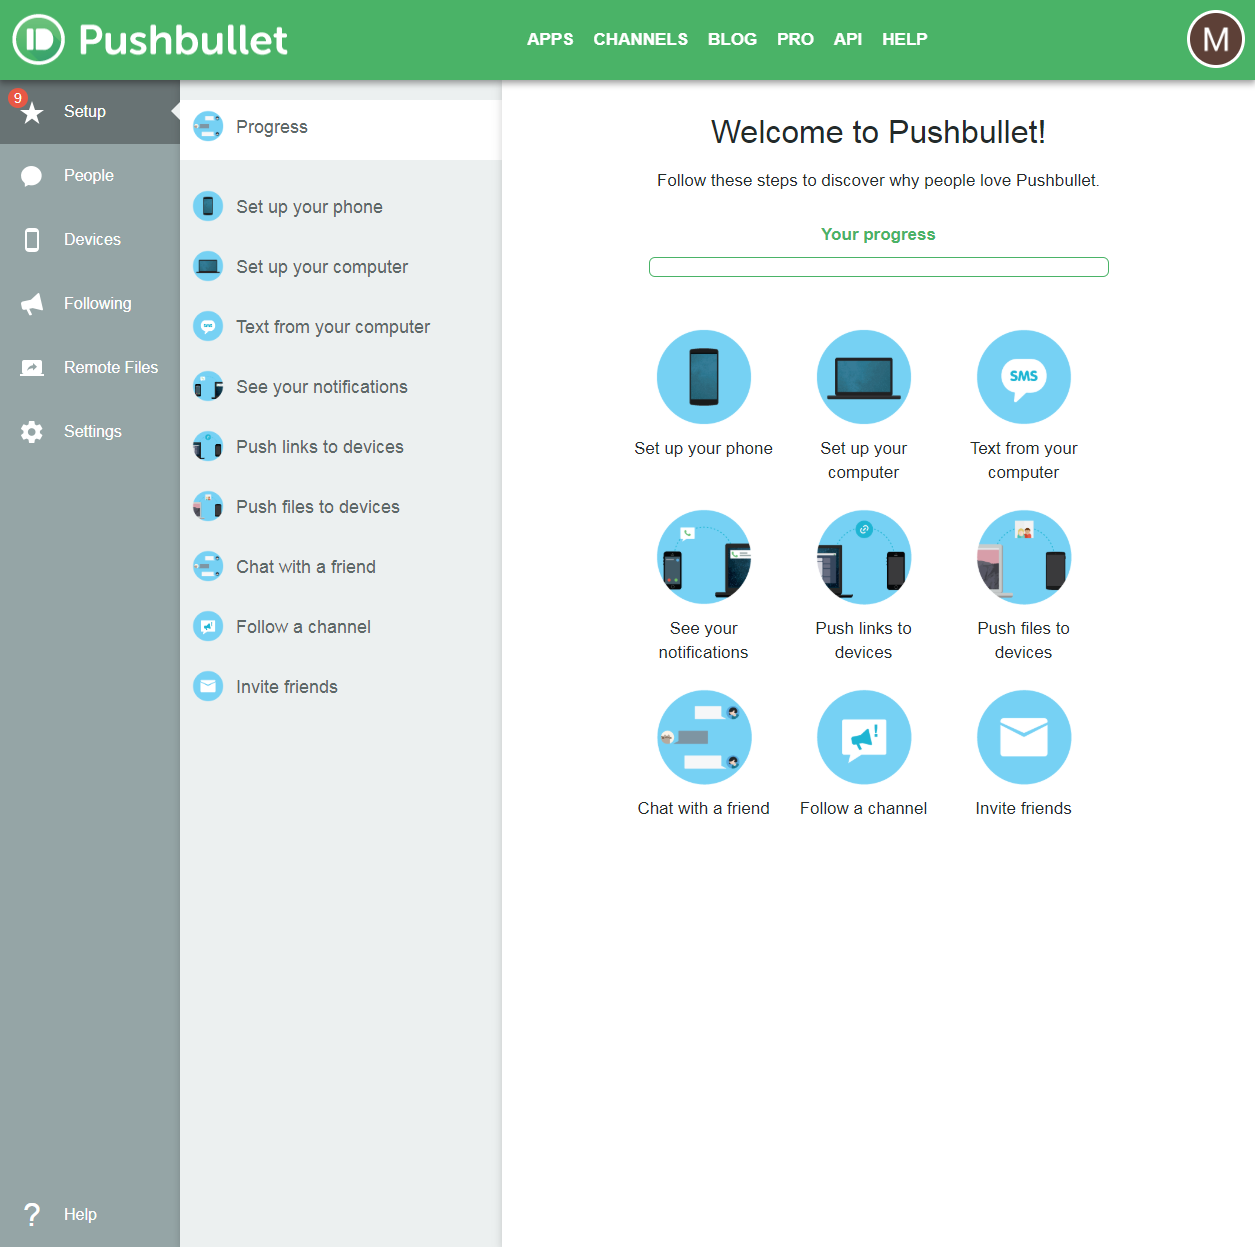 Pushbullet
APPS CHANNELS BLOG PRO API HELP
M
9
Setup
People
Devices
Following
Remote Files
Settings
Help
Progress
Set up your phone
Set up your computer
Text from your computer
See your notifications
Push links to devices
Push files to devices
Chat with a friend
Follow a channel
Invite friends
Welcome to Pushbullet!
Follow these steps to discover why people love Pushbullet.
Your progress
SMS
Set up your phone
Set up your
computer
Text from your
computer
See your
notifications
Push links to
devices
Push files to
devices
Chat with a friend
Follow a channel
Invite friends